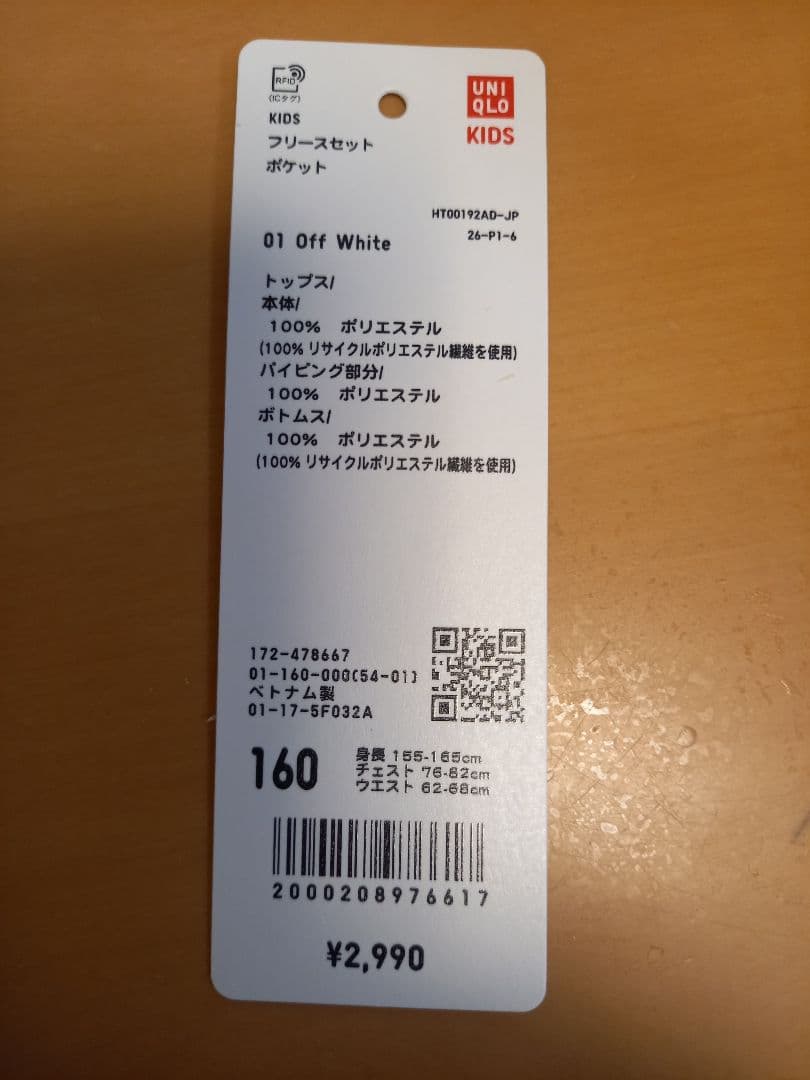 RFID
(ICタグ)
UNI
QLO
KIDS
KIDS
フリースセット
ポケット
HT00192AD-JP
26-P1-6
01 Off White
トップス/
本体/
100% ポリエステル
(100% リサイクルポリエステル繊維を使用)
パイピング部分/
100% ポリエステル
ボトムス/
100% ポリエステル
(100% リサイクルポリエステル繊維を使用)
172-478667
01-160-000(54-01)
ベトナム製
01-17-5F032A
160
身長 155-165cm
チェスト 76-82cm
ウエスト 62-68cm
2000208976617
¥2,990